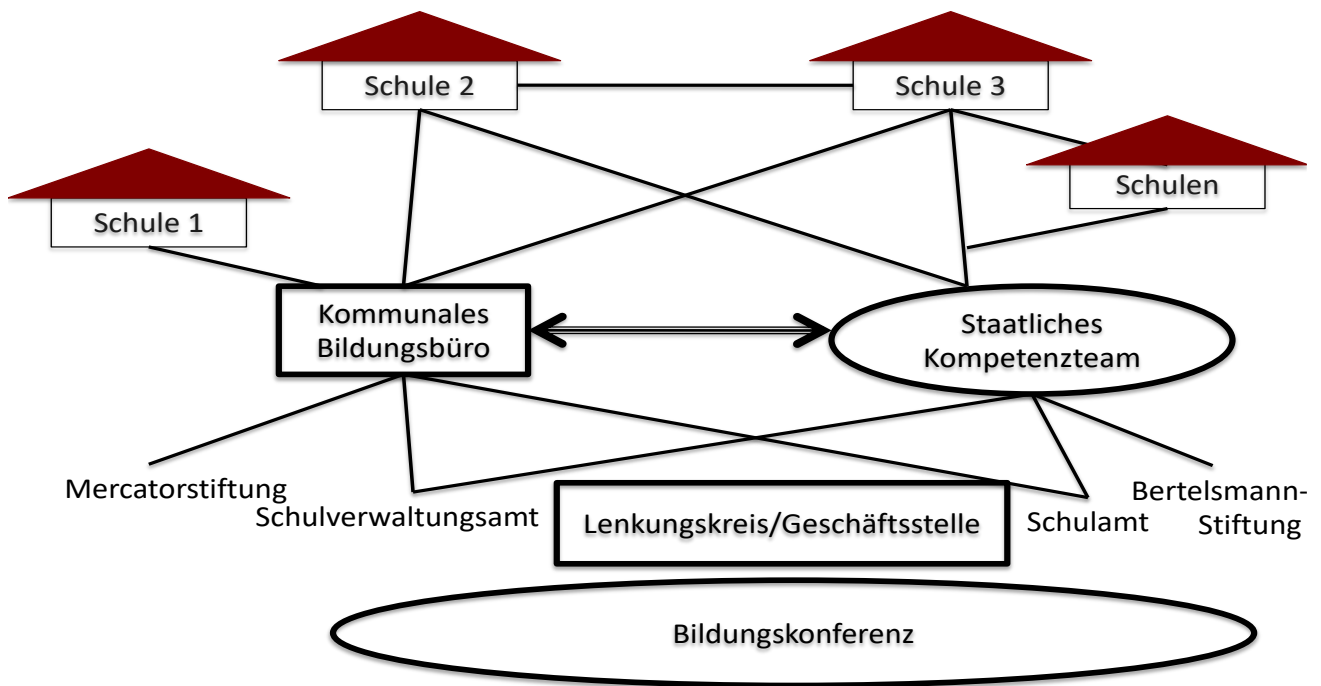 Schule 2
Schule 3
Schulen
Schule 1
Kommunales
Bildungsbüro
Staatliches
Kompetenzteam
Mercatorstiftung
Schulverwaltungsamt
Lenkungskreis/Geschäftsstelle
Schulamt
Bertelsmann-
Stiftung
Bildungskonferenz